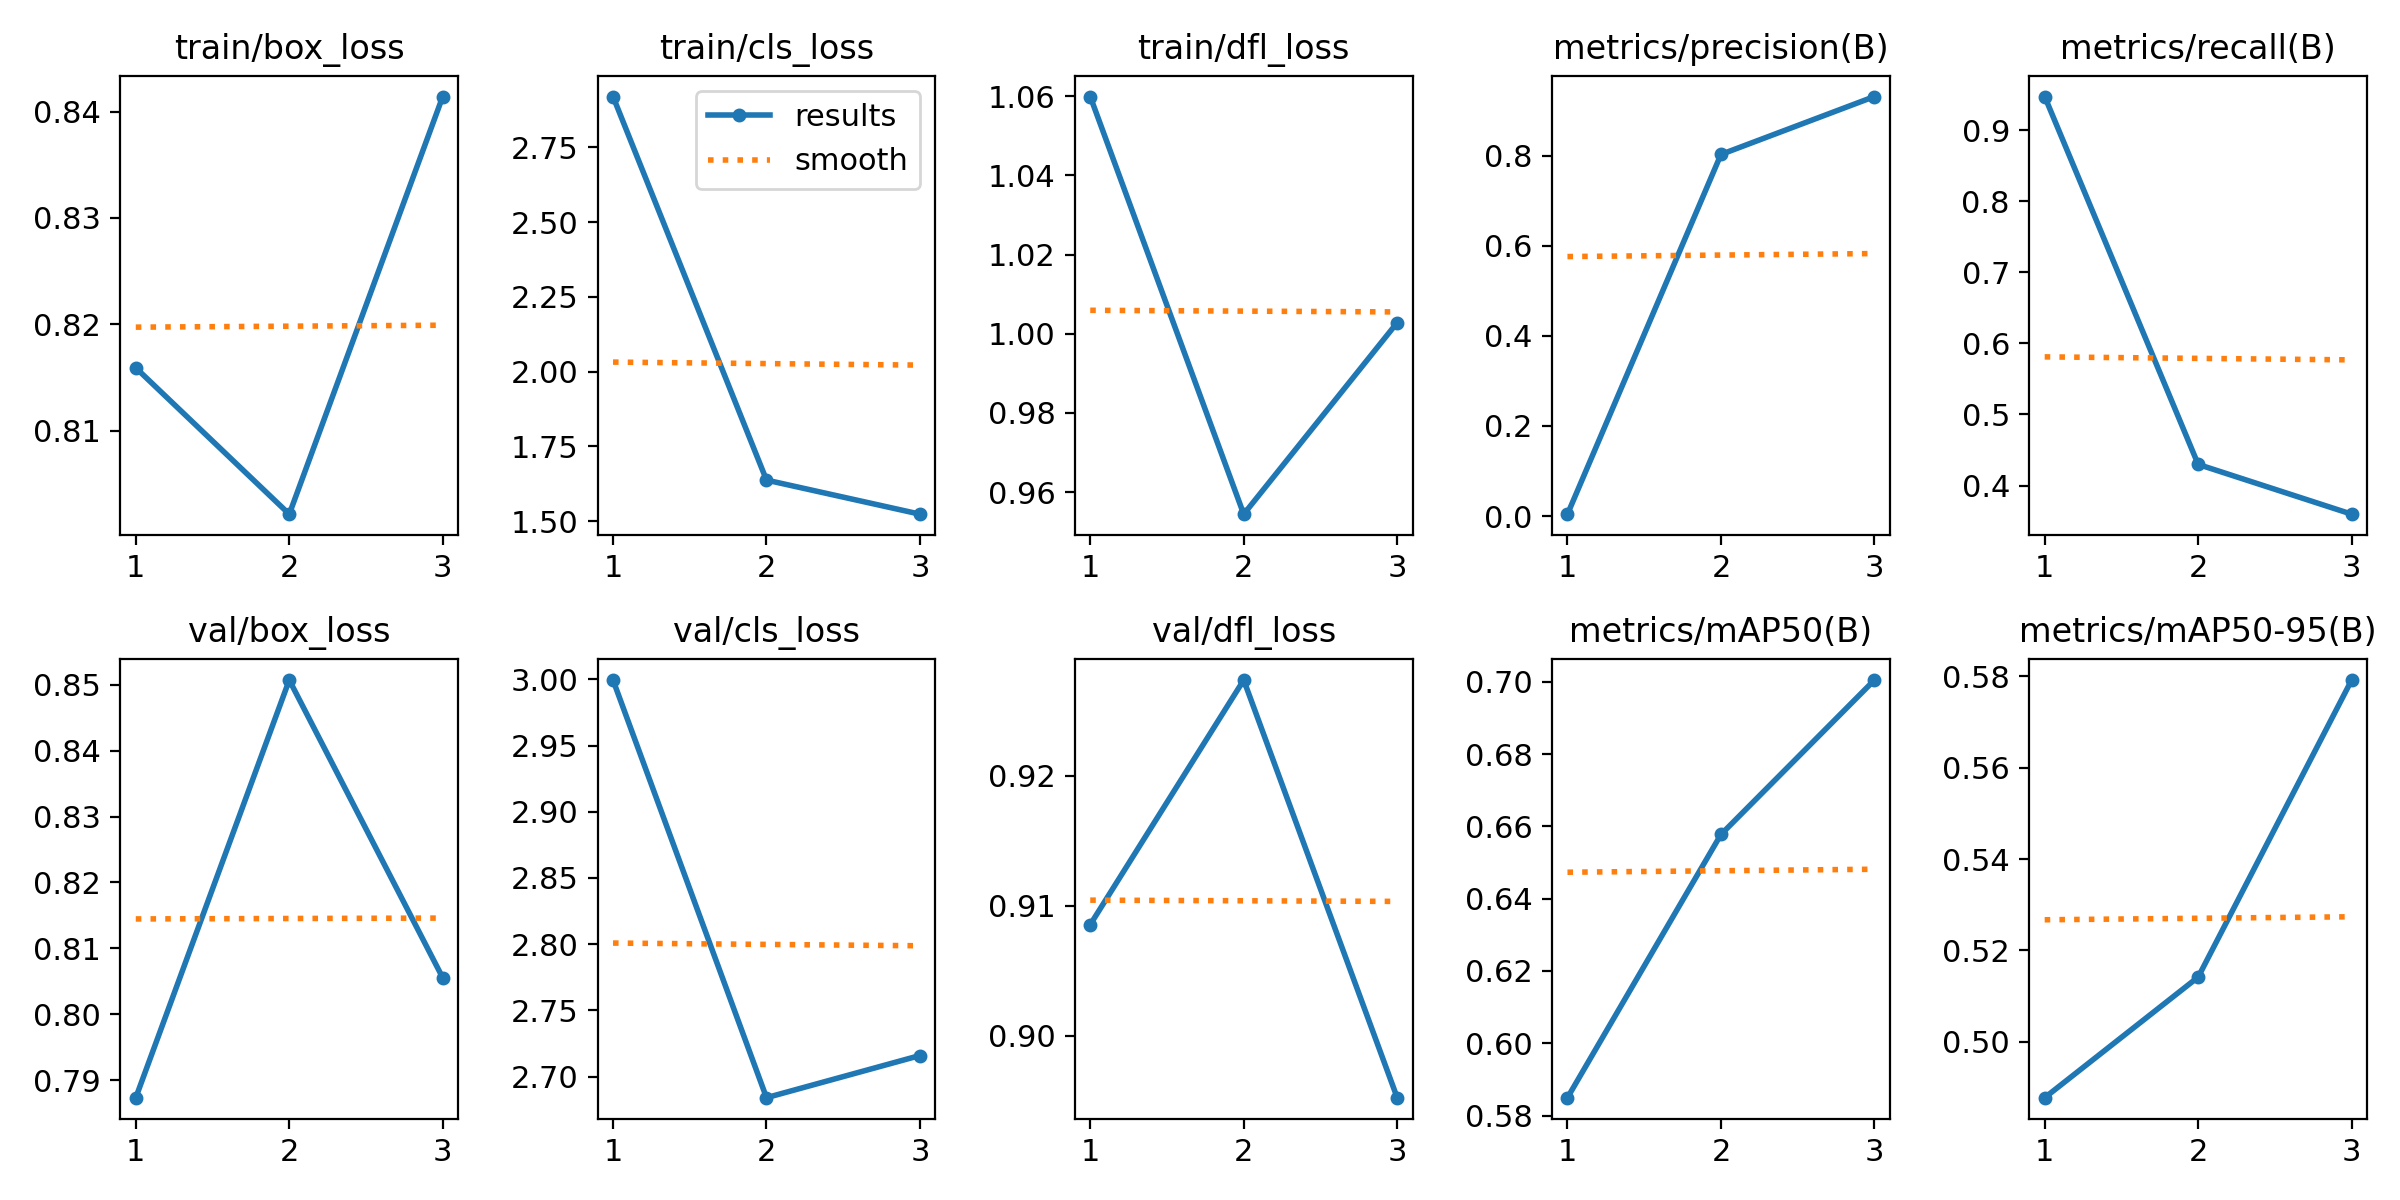 train/box_loss
0.84
0.83
0.82
0.81
1 2 3
train/cls_loss
results
smooth
2.75
2.50
2.25
2.00
1.75
1.50
1 2 3
train/dfl_loss
1.06
1.04
1.02
1.00
0.98
0.96
1 2 3
metrics/precision(B)
0.8
0.6
0.4
0.2
0.0
1 2 3
metrics/recall(B)
0.9
0.8
0.7
0.6
0.5
0.4
1 2 3
val/box_loss
0.85
0.84
0.83
0.82
0.81
0.80
0.79
1 2 3
val/cls_loss
3.00
2.95
2.90
2.85
2.80
2.75
2.70
1 2 3
val/dfl_loss
0.92
0.91
0.90
1 2 3
metrics/mAP50(B)
0.70
0.68
0.66
0.64
0.62
0.60
0.58
1 2 3
metrics/mAP50-95(B)
0.58
0.56
0.54
0.52
0.50
1 2 3